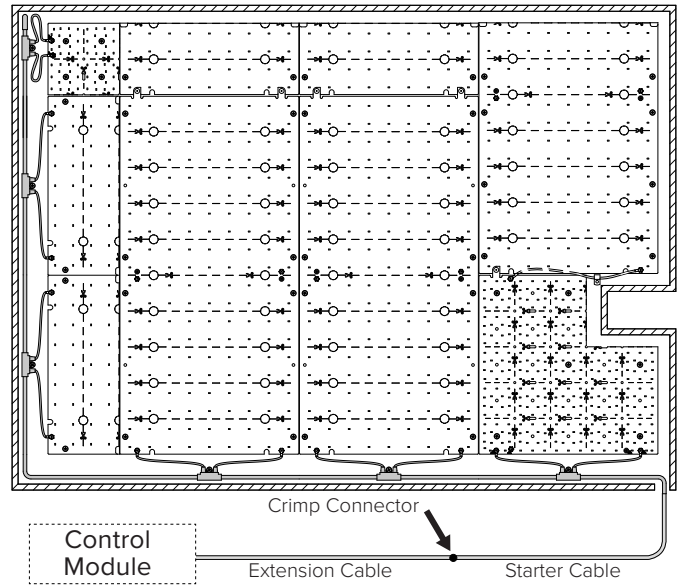 Crimp Connector
Control
Module
Extension Cable
Starter Cable